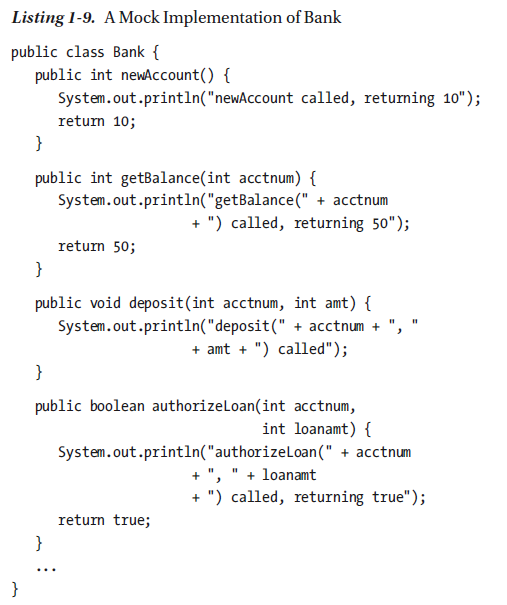 Listing 1-9. A Mock Implementation of Bank
public class Bank {
   public int newAccount() {
      System.out.println("newAccount called, returning 10");
      return 10;
   }
   public int getBalance(int acctnum) {
      System.out.println("getBalance(" + acctnum
                       + ") called, returning 50");
      return 50;
   }
   public void deposit(int acctnum, int amt) {
      System.out.println("deposit(" + acctnum + ", "
                       + amt + ") called");
   }
   public boolean authorizeLoan(int acctnum,
                                int loanamt) {
      System.out.println("authorizeLoan(" + acctnum
                       + ", " + loanamt
                       + ") called, returning true");
      return true;
   }
   ...
}